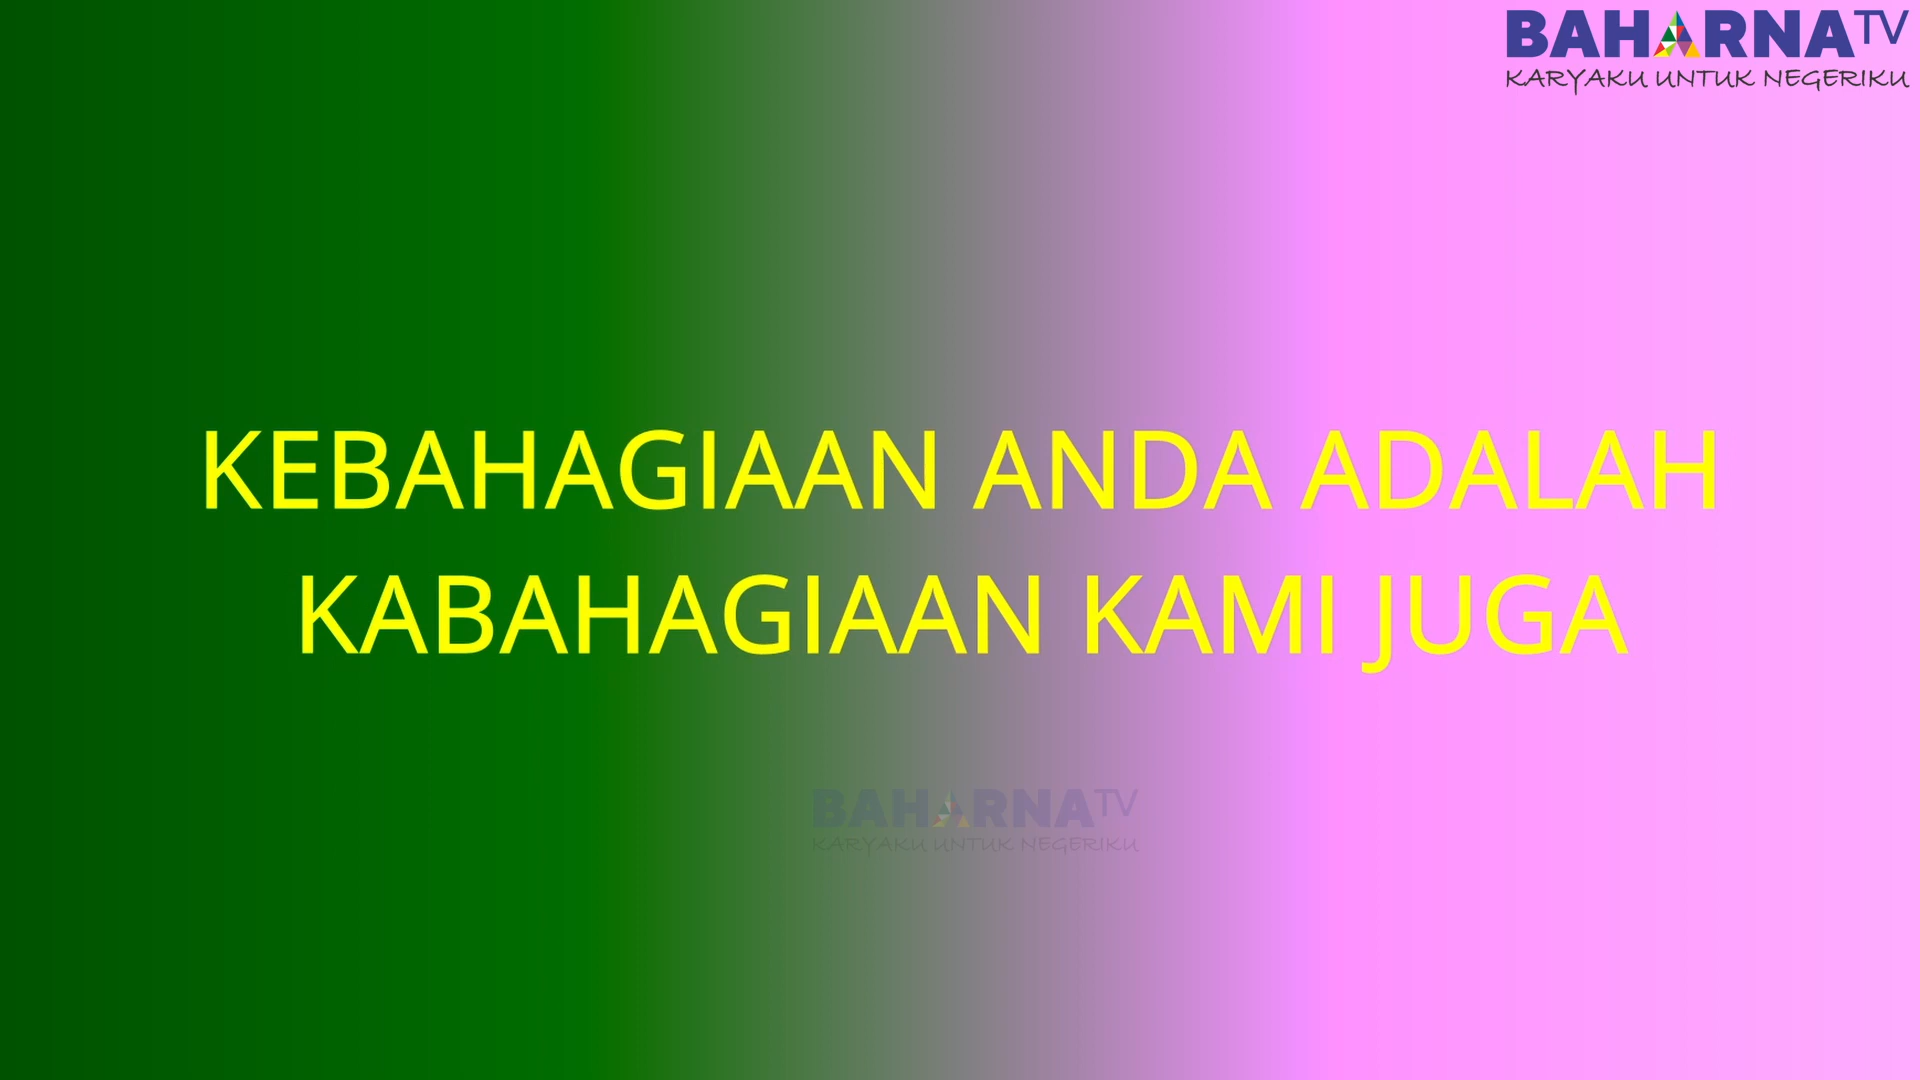 BAHARNATV
KARYAKU UNTUK NEGERIKU
KEBAHAGIAAN ANDA ADALAH
KABAHAGIAAN KAMI JUGA
BAHARNATV
KARYAKU UNTUK NEGERIKU